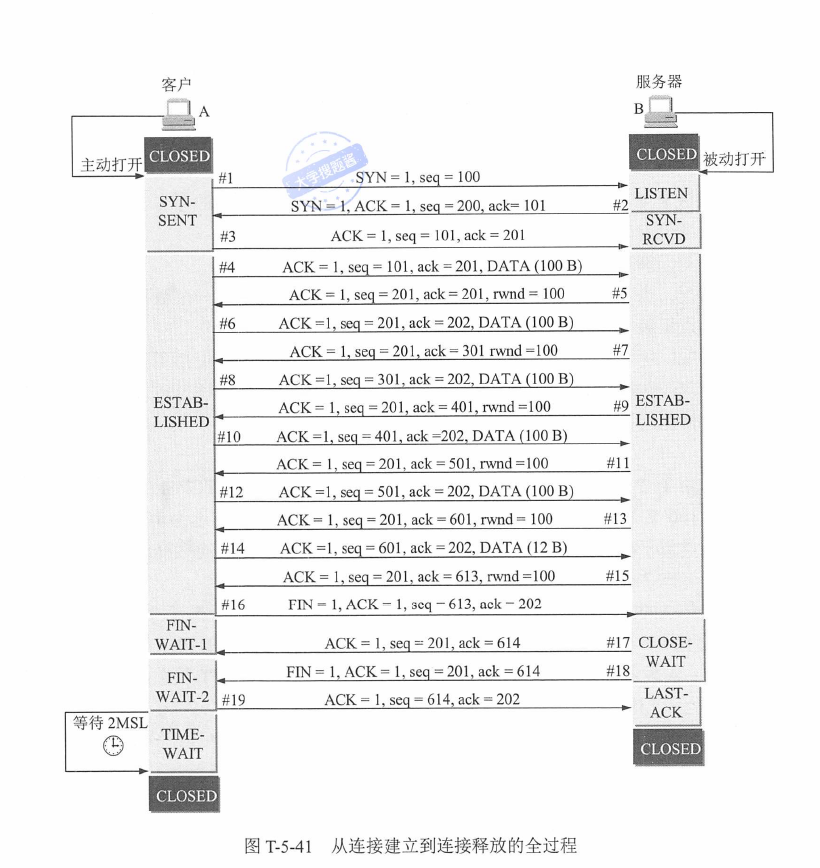 客户
服务器
A
B
CLOSED
CLOSED
主动打开
被动打开
大学搜题酱
#1 SYN = 1, seq = 100
LISTEN
SYN-
SENT
SYN = 1, ACK = 1, seq = 200, ack= 101 #2
SYN-
RCVD
#3 ACK = 1, seq = 101, ack = 201
#4 ACK = 1, seq = 101, ack = 201, DATA (100 B)
ACK = 1, seq = 201, ack = 201, rwnd = 100 #5
#6 ACK =1, seq = 201, ack = 202, DATA (100 B)
ACK = 1, seq = 201, ack = 301 rwnd =100 #7
#8 ACK =1, seq = 301, ack = 202, DATA (100 B)
ESTAB-
LISHED
ACK = 1, seq = 201, ack = 401, rwnd =100 #9
ESTAB-
LISHED
#10 ACK =1, seq = 401, ack =202, DATA (100 B)
ACK = 1, seq = 201, ack = 501, rwnd =100 #11
#12 ACK =1, seq = 501, ack = 202, DATA (100 B)
ACK = 1, seq = 201, ack = 601, rwnd = 100 #13
#14 ACK =1, seq = 601, ack = 202, DATA (12 B)
ACK = 1, seq = 201, ack = 613, rwnd =100 #15
#16 FIN = 1, ACK = 1, seq = 613, ack = 202
FIN-
WAIT-1
ACK = 1, seq = 201, ack = 614 #17
CLOSE-
WAIT
FIN = 1, ACK = 1, seq = 201, ack = 614 #18
FIN-
WAIT-2
#19 ACK = 1, seq = 614, ack = 202
LAST-
ACK
等待 2MSL
TIME-
WAIT
CLOSED
CLOSED
图 T-5-41 从连接建立到连接释放的全过程